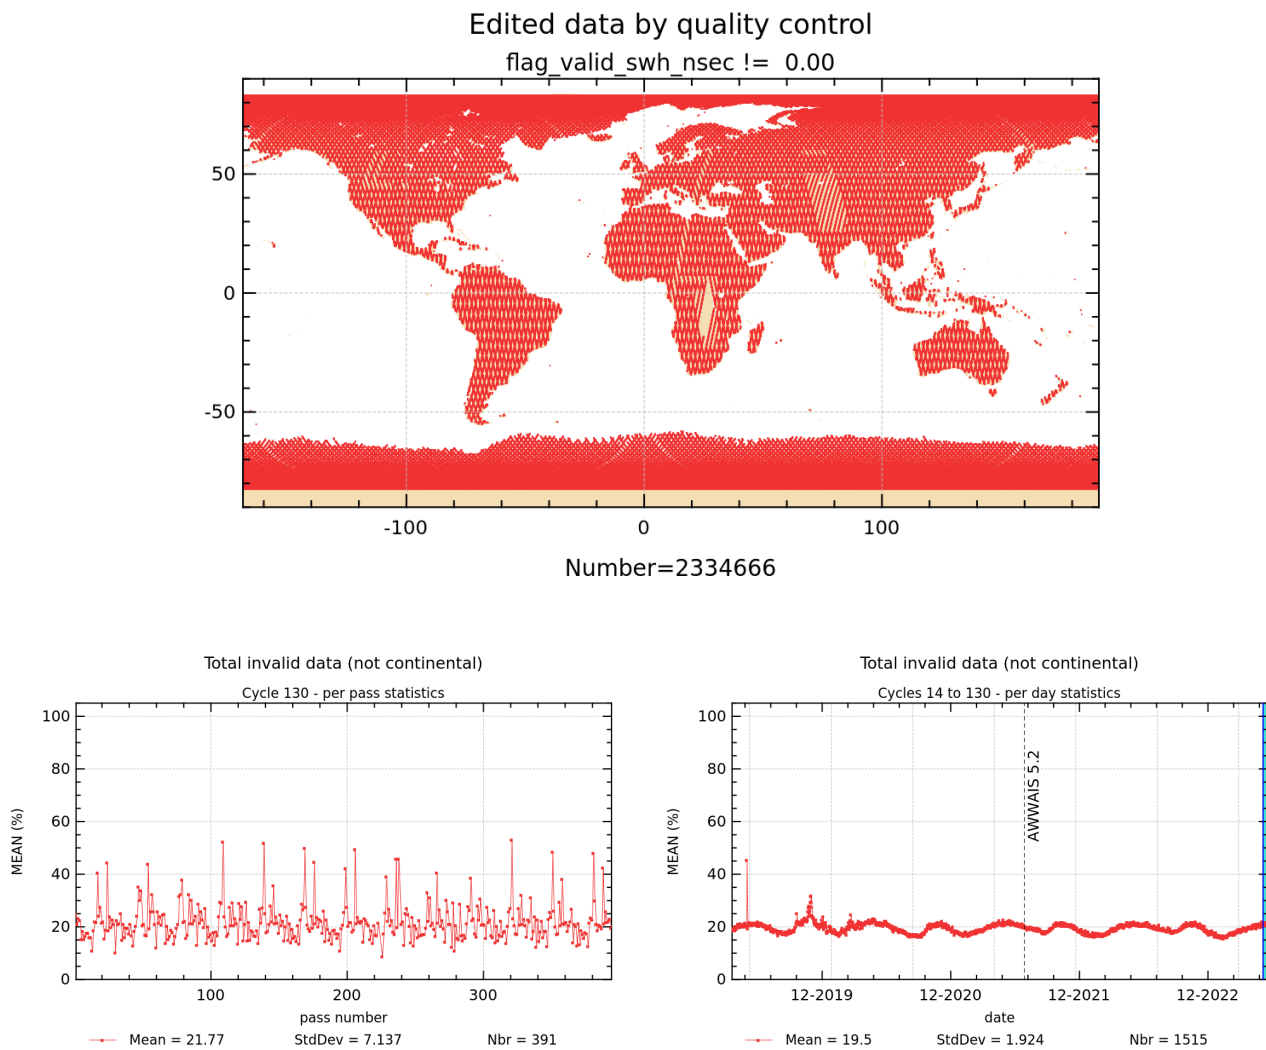 Edited data by quality control
flag_valid_swh_nsec !=  0.00
50
0
-50
-100 0 100
Number=2334666
Total invalid data (not continental)
Cycle 130 - per pass statistics
MEAN (%)
100
80
60
40
20
0
100 200 300
pass number
Mean = 21.77 StdDev = 7.137 Nbr = 391
Total invalid data (not continental)
Cycles 14 to 130 - per day statistics
MEAN (%)
100
80
60
40
20
0
AWWAIS 5.2
12-2019 12-2020 12-2021 12-2022
date
Mean = 19.5 StdDev = 1.924 Nbr = 1515